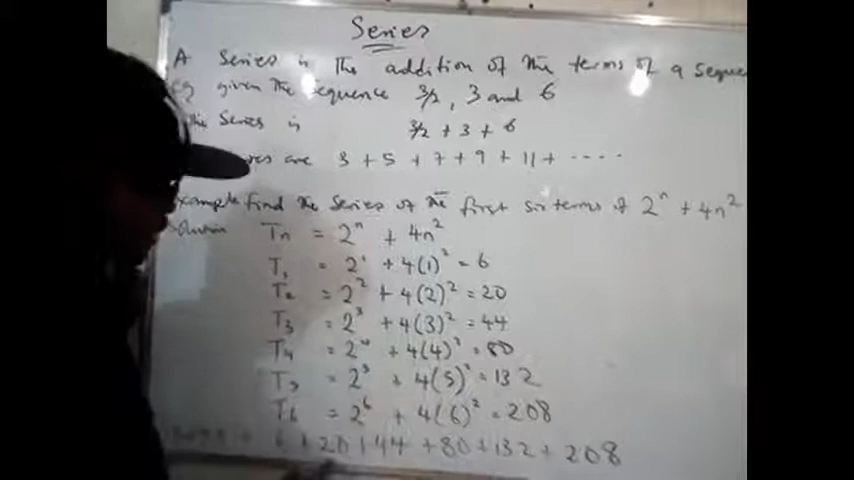 Series
A series is the addition of the terms of a seque
eg given the sequence 3/2, 3 and 6
the series is 3/2 + 3 + 6
are 3 + 5 + 7 + 9 + 11 + ....
Example find the series of the first six terms of 2ⁿ + 4n²
Tn = 2ⁿ + 4n²
T₁ = 2¹ + 4(1)² = 6
T₂ = 2² + 4(2)² = 20
T₃ = 2³ + 4(3)² = 44
T₄ = 2⁴ + 4(4)² = 80
T₅ = 2⁵ + 4(5)² = 132
T₆ = 2⁶ + 4(6)² = 208
6 + 20 + 44 + 80 + 132 + 208